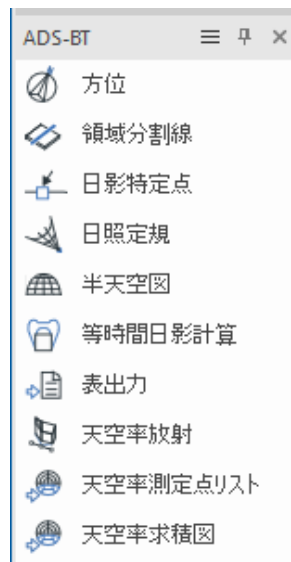 ADS-BT
方位
領域分割線
日影特定点
日照定規
半天空図
等時間日影計算
表出力
天空率放射
天空率測定点リスト
天空率求積図